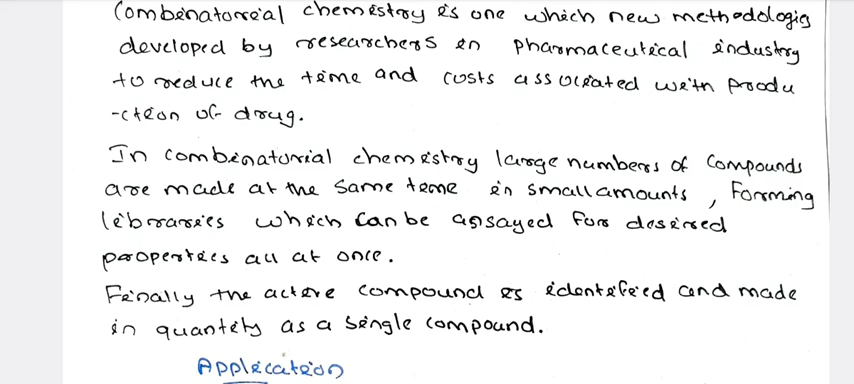 Combinatorial chemistry is one which new methodologies
developed by researchers in pharmaceutical industry
to reduce the time and costs associated with produ
-ction of drug.
In combinatorial chemistry large numbers of compounds
are made at the same time in small amounts, Forming
libraries which can be assayed for desired
properties all at once.
Finally the active compound is identified and made
in quantity as a single compound.
Application